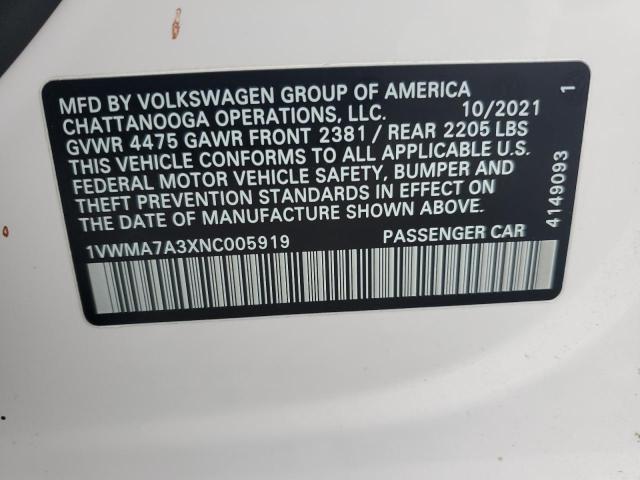 MFD BY VOLKSWAGEN GROUP OF AMERICA
CHATTANOOGA OPERATIONS, LLC. 10/2021
GVWR 4475 GAWR FRONT 2381 / REAR 2205 LBS
THIS VEHICLE CONFORMS TO ALL APPLICABLE U.S.
FEDERAL MOTOR VEHICLE SAFETY, BUMPER AND
THEFT PREVENTION STANDARDS IN EFFECT ON
THE DATE OF MANUFACTURE SHOWN ABOVE.
1VWMA7A3XNC005919 PASSENGER CAR
4149093 1